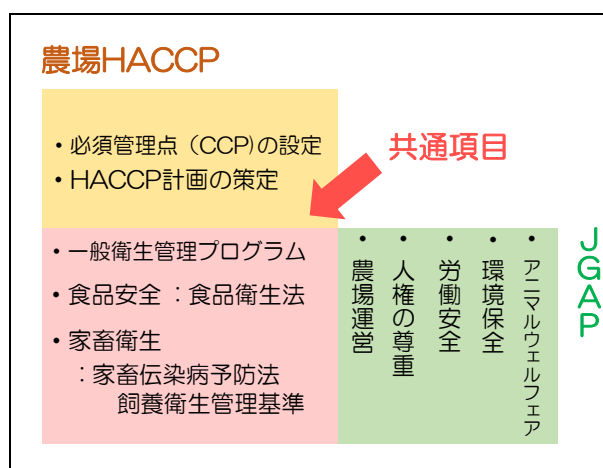 農場HACCP
・必須管理点（CCP)の設定
・HACCP計画の策定
共通項目
・一般衛生管理プログラム
・食品安全：食品衛生法
・家畜衛生
：家畜伝染病予防法
飼養衛生管理基準
・農場運営
・人権の尊重
・労働安全
・環境保全
・アニマルウェルフェア
JGAP